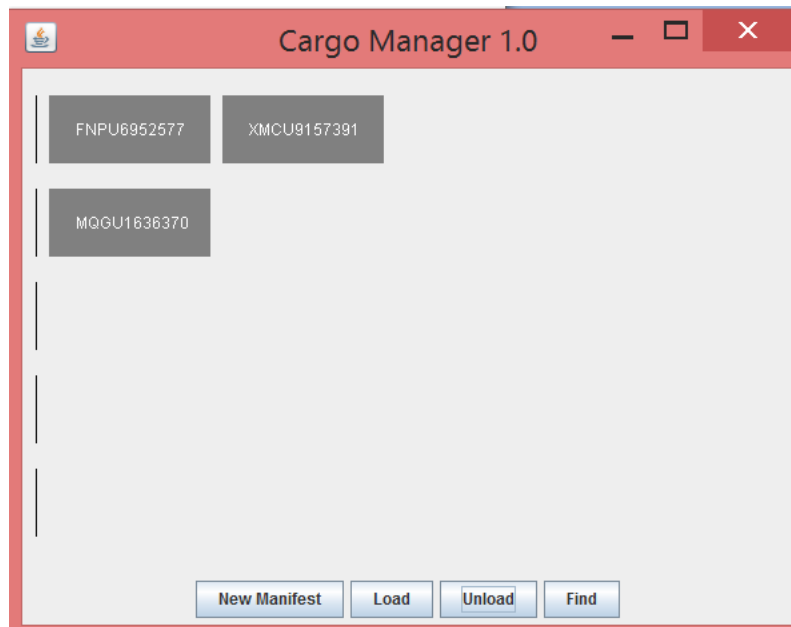 Cargo Manager 1.0
FNPU6952577 XMCU9157391
MQGU1636370
New Manifest Load Unload Find